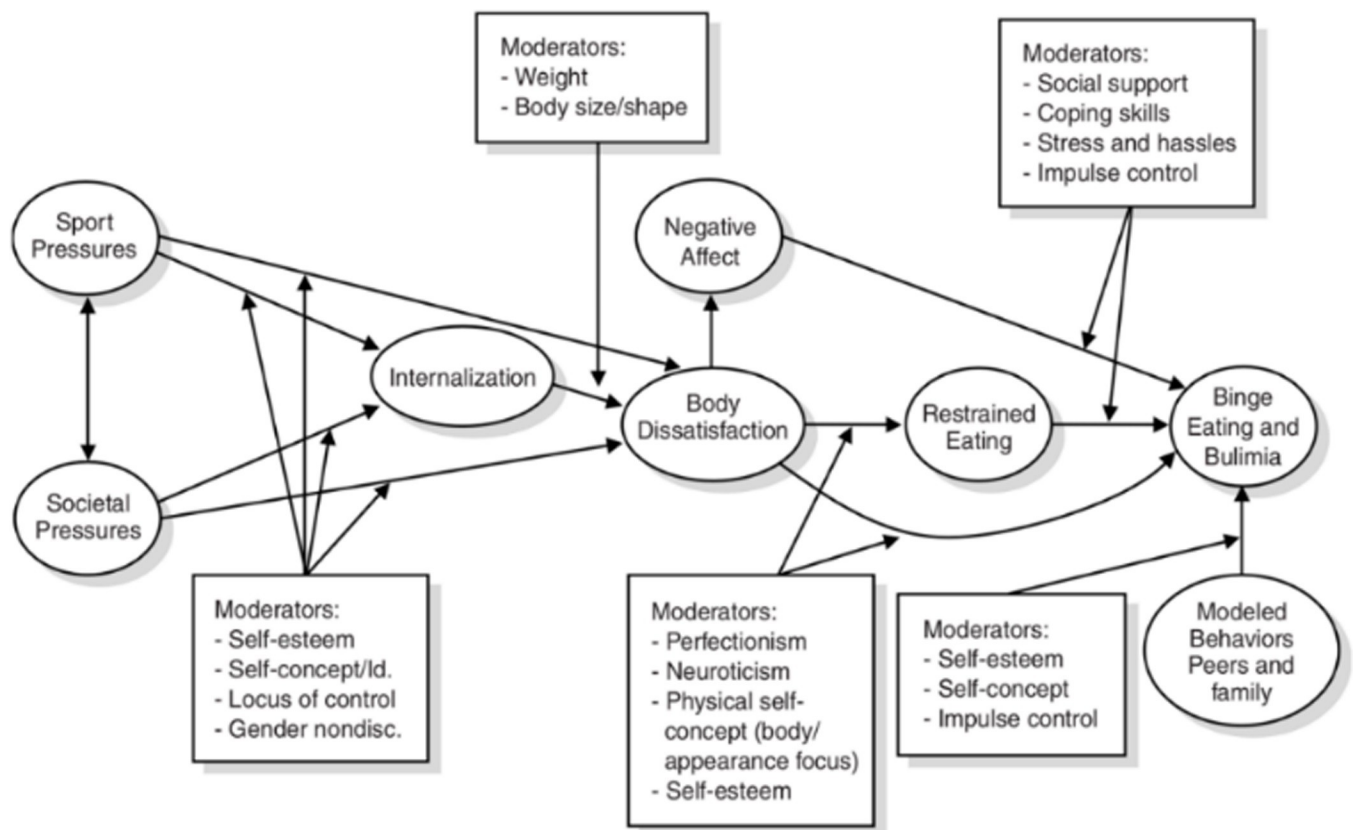 Moderators:
- Weight
- Body size/shape
Moderators:
- Social support
- Coping skills
- Stress and hassles
- Impulse control
Sport
Pressures
Negative
Affect
Internalization
Body
Dissatisfaction
Restrained
Eating
Binge
Eating and
Bulimia
Societal
Pressures
Moderators:
- Self-esteem
- Self-concept/Id.
- Locus of control
- Gender nondisc.
Moderators:
- Perfectionism
- Neuroticism
- Physical self-
concept (body/
appearance focus)
- Self-esteem
Moderators:
- Self-esteem
- Self-concept
- Impulse control
Modeled
Behaviors
Peers and
family